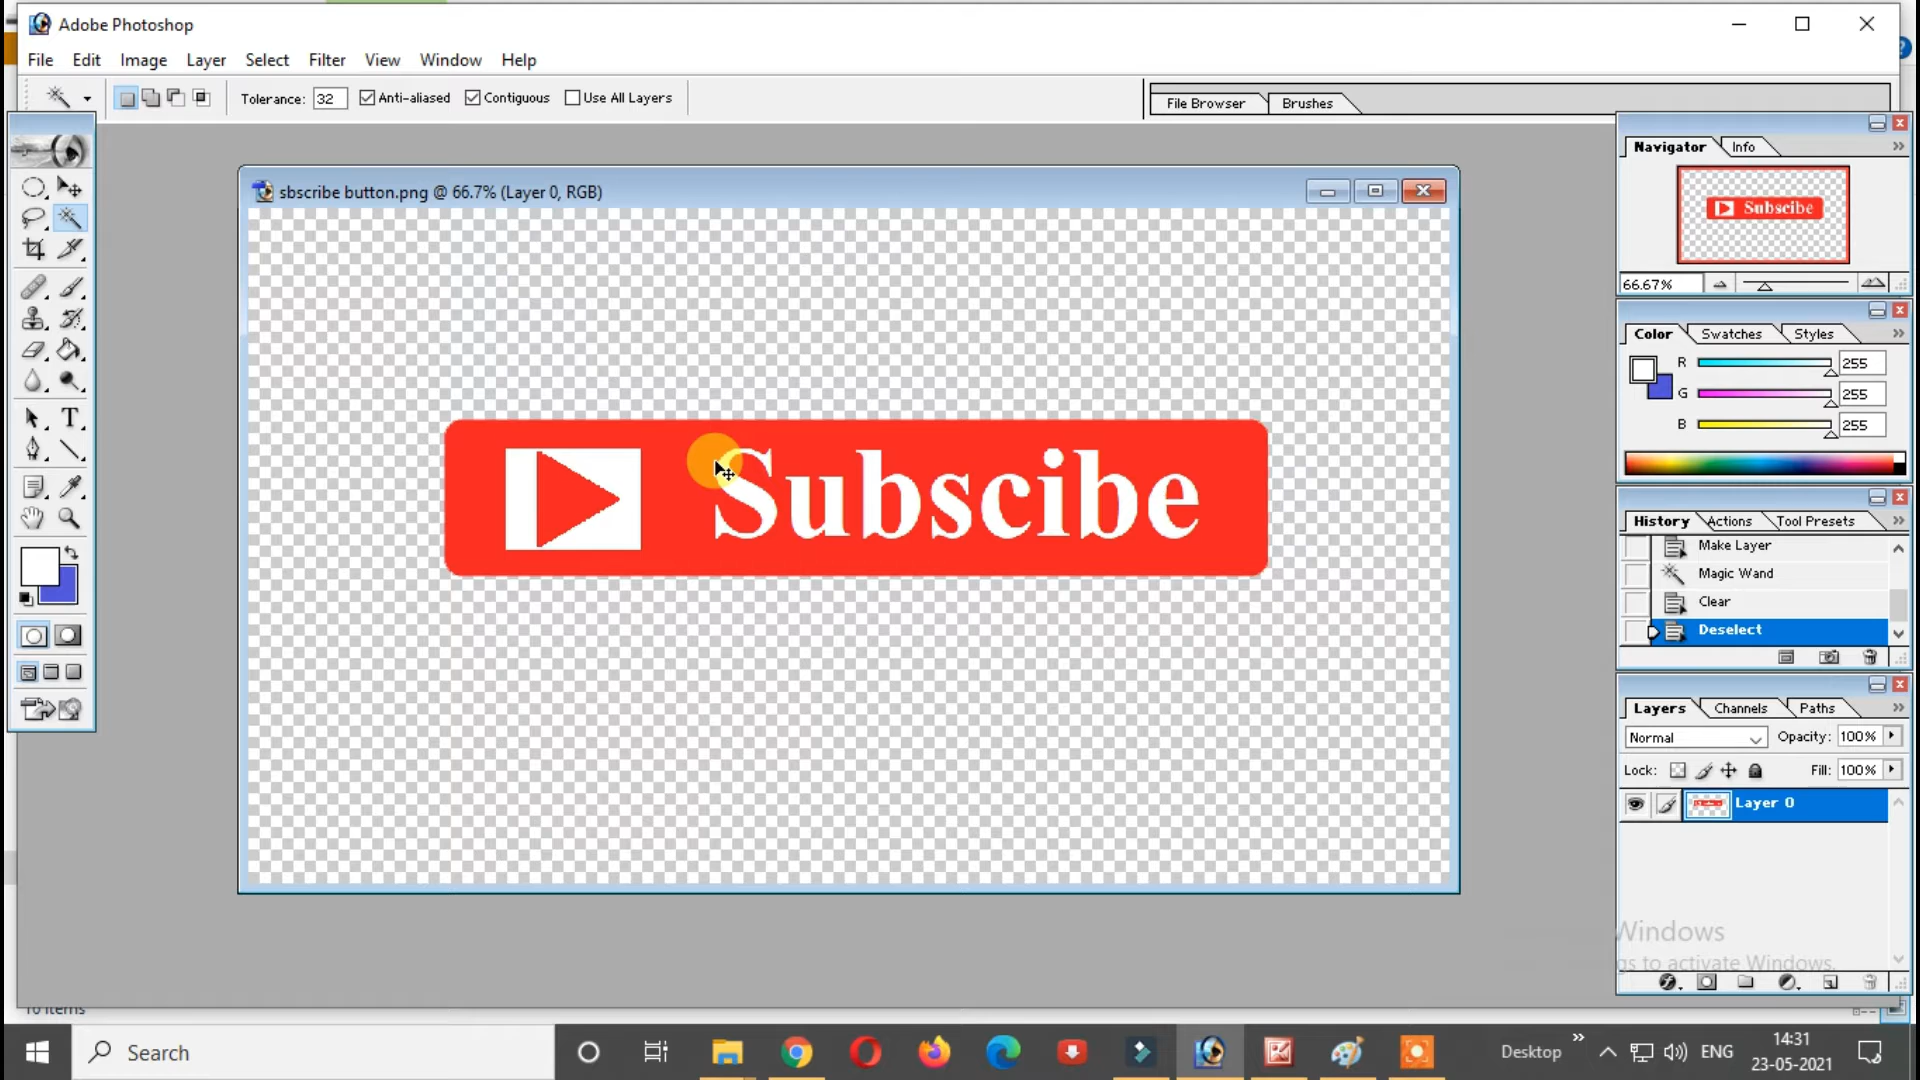 Adobe Photoshop
File Edit Image Layer Select Filter View Window Help
Tolerance: 32 Anti-aliased Contiguous Use All Layers
File Browser Brushes
sbscribe button.png @ 66.7% (Layer 0, RGB)
Subscibe
Navigator Info
Subscibe
66.67%
Color Swatches Styles
R 255
G 255
B 255
History Actions Tool Presets
Make Layer
Magic Wand
Clear
Deselect
Layers Channels Paths
Normal Opacity: 100%
Lock: Fill: 100%
Layer 0
Windows
gs to activate Windows.
10 items
Search
Desktop
ENG
14:31
23-05-2021